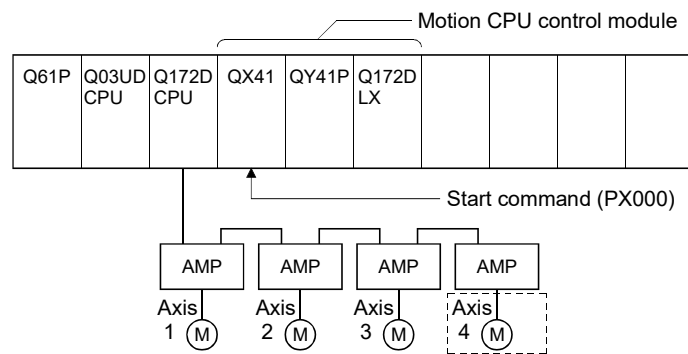 Motion CPU control module
Q61P
Q03UD
CPU
Q172D
CPU
QX41
QY41P
Q172D
LX
Start command (PX000)
AMP
AMP
AMP
AMP
Axis
1
M
Axis
2
M
Axis
3
M
Axis
4
M